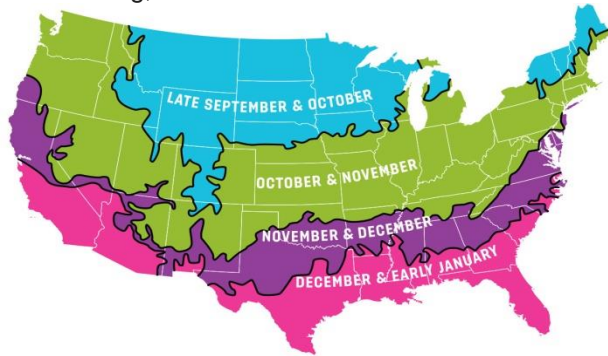 LATE SEPTEMBER & OCTOBER
OCTOBER & NOVEMBER
NOVEMBER & DECEMBER
DECEMBER & EARLY JANUARY